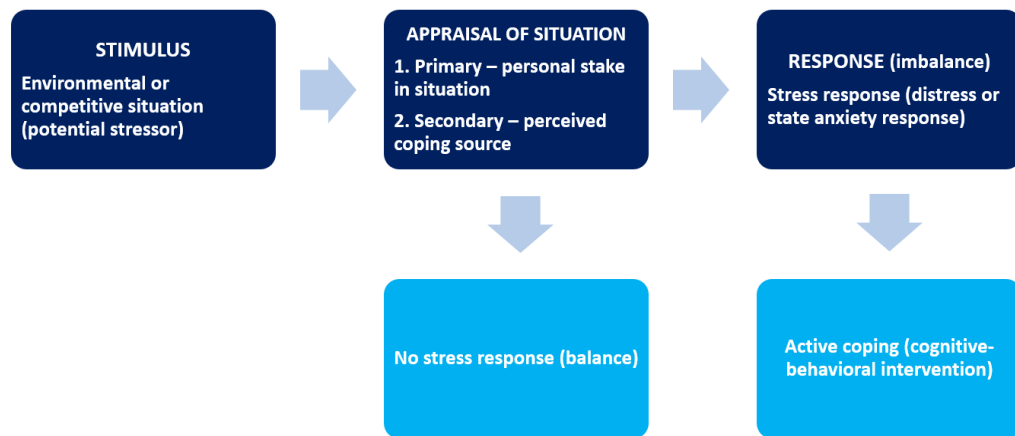 STIMULUS
Environmental or
competitive situation
(potential stressor)
APPRAISAL OF SITUATION
1. Primary – personal stake
in situation
2. Secondary – perceived
coping source
RESPONSE (imbalance)
Stress response (distress or
state anxiety response)
No stress response (balance)
Active coping (cognitive-
behavioral intervention)